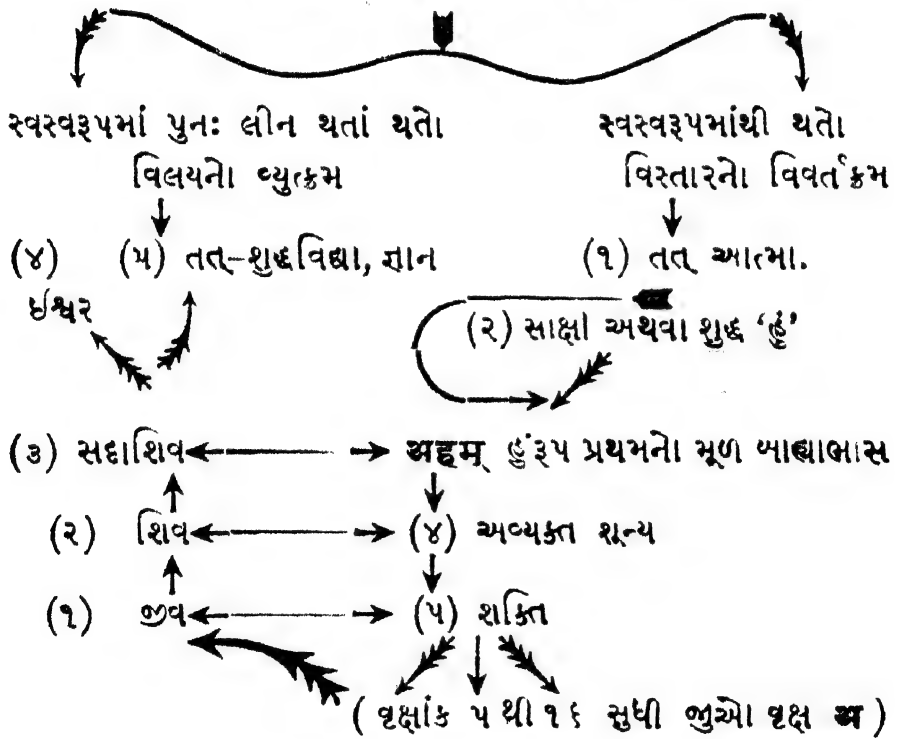 સ્વસ્વરૂપમાં પુનઃ લીન થતાં થતો
વિલયનો વ્યુત્ક્રમ
સ્વસ્વરૂપમાંથી થતો
વિસ્તારનો વિવર્તક્રમ
(૪) (૫) તત્-શુદ્ધવિદ્યા, જ્ઞાન
ઈશ્વર
(૧) તત્ આત્મા.
(૨) સાક્ષી અથવા શુદ્ધ ‘હું’
(૩) સદાશિવ अहम् હુંરૂપ પ્રથમનો મૂળ બાહ્યાભાસ
(૨) શિવ (૪) અવ્યક્ત શૂન્ય
(૧) જીવ (૫) શક્તિ
( વૃક્ષાંક ૫ થી ૧૬ સુધી જીઓ વૃક્ષ अ )